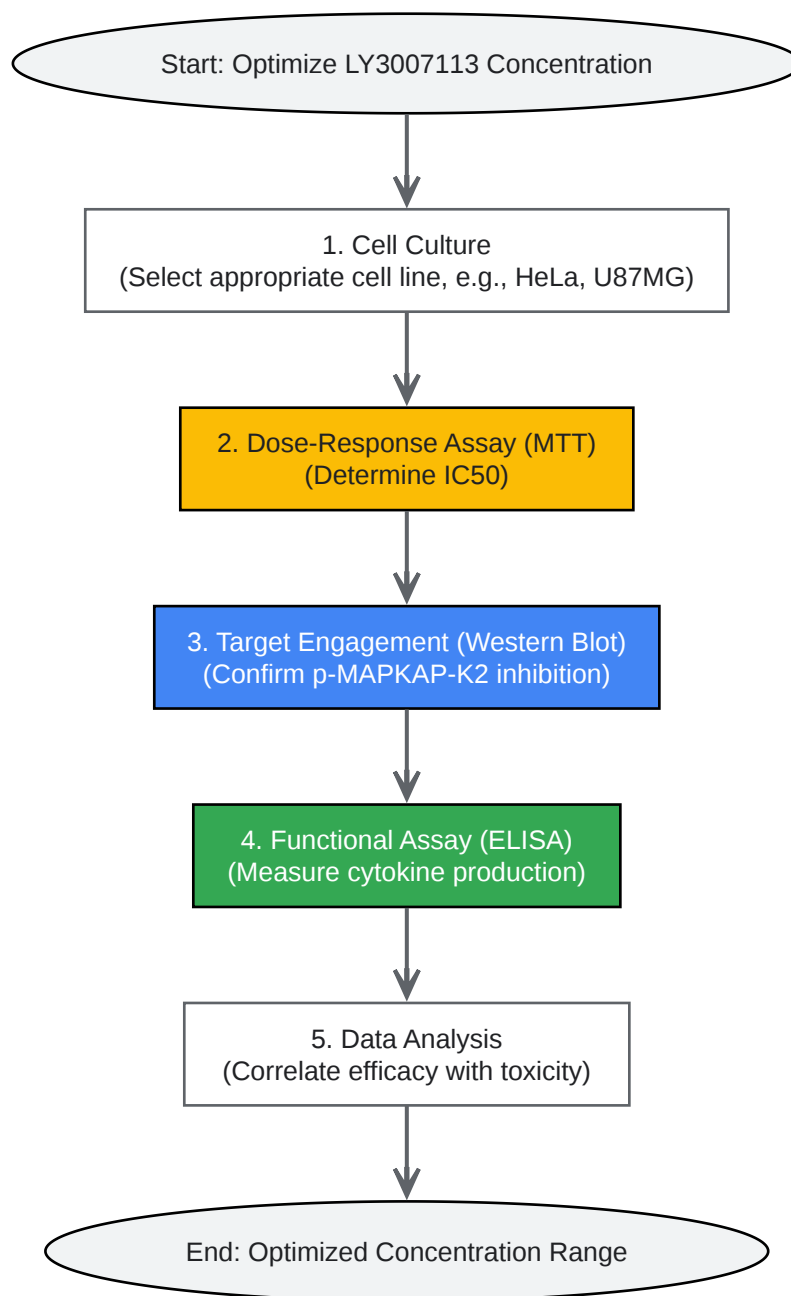 Start: Optimize LY3007113 Concentration
1. Cell Culture
(Select appropriate cell line, e.g., HeLa, U87MG)
2. Dose-Response Assay (MTT)
(Determine IC50)
3. Target Engagement (Western Blot)
(Confirm p-MAPKAP-K2 inhibition)
4. Functional Assay (ELISA)
(Measure cytokine production)
5. Data Analysis
(Correlate efficacy with toxicity)
End: Optimized Concentration Range